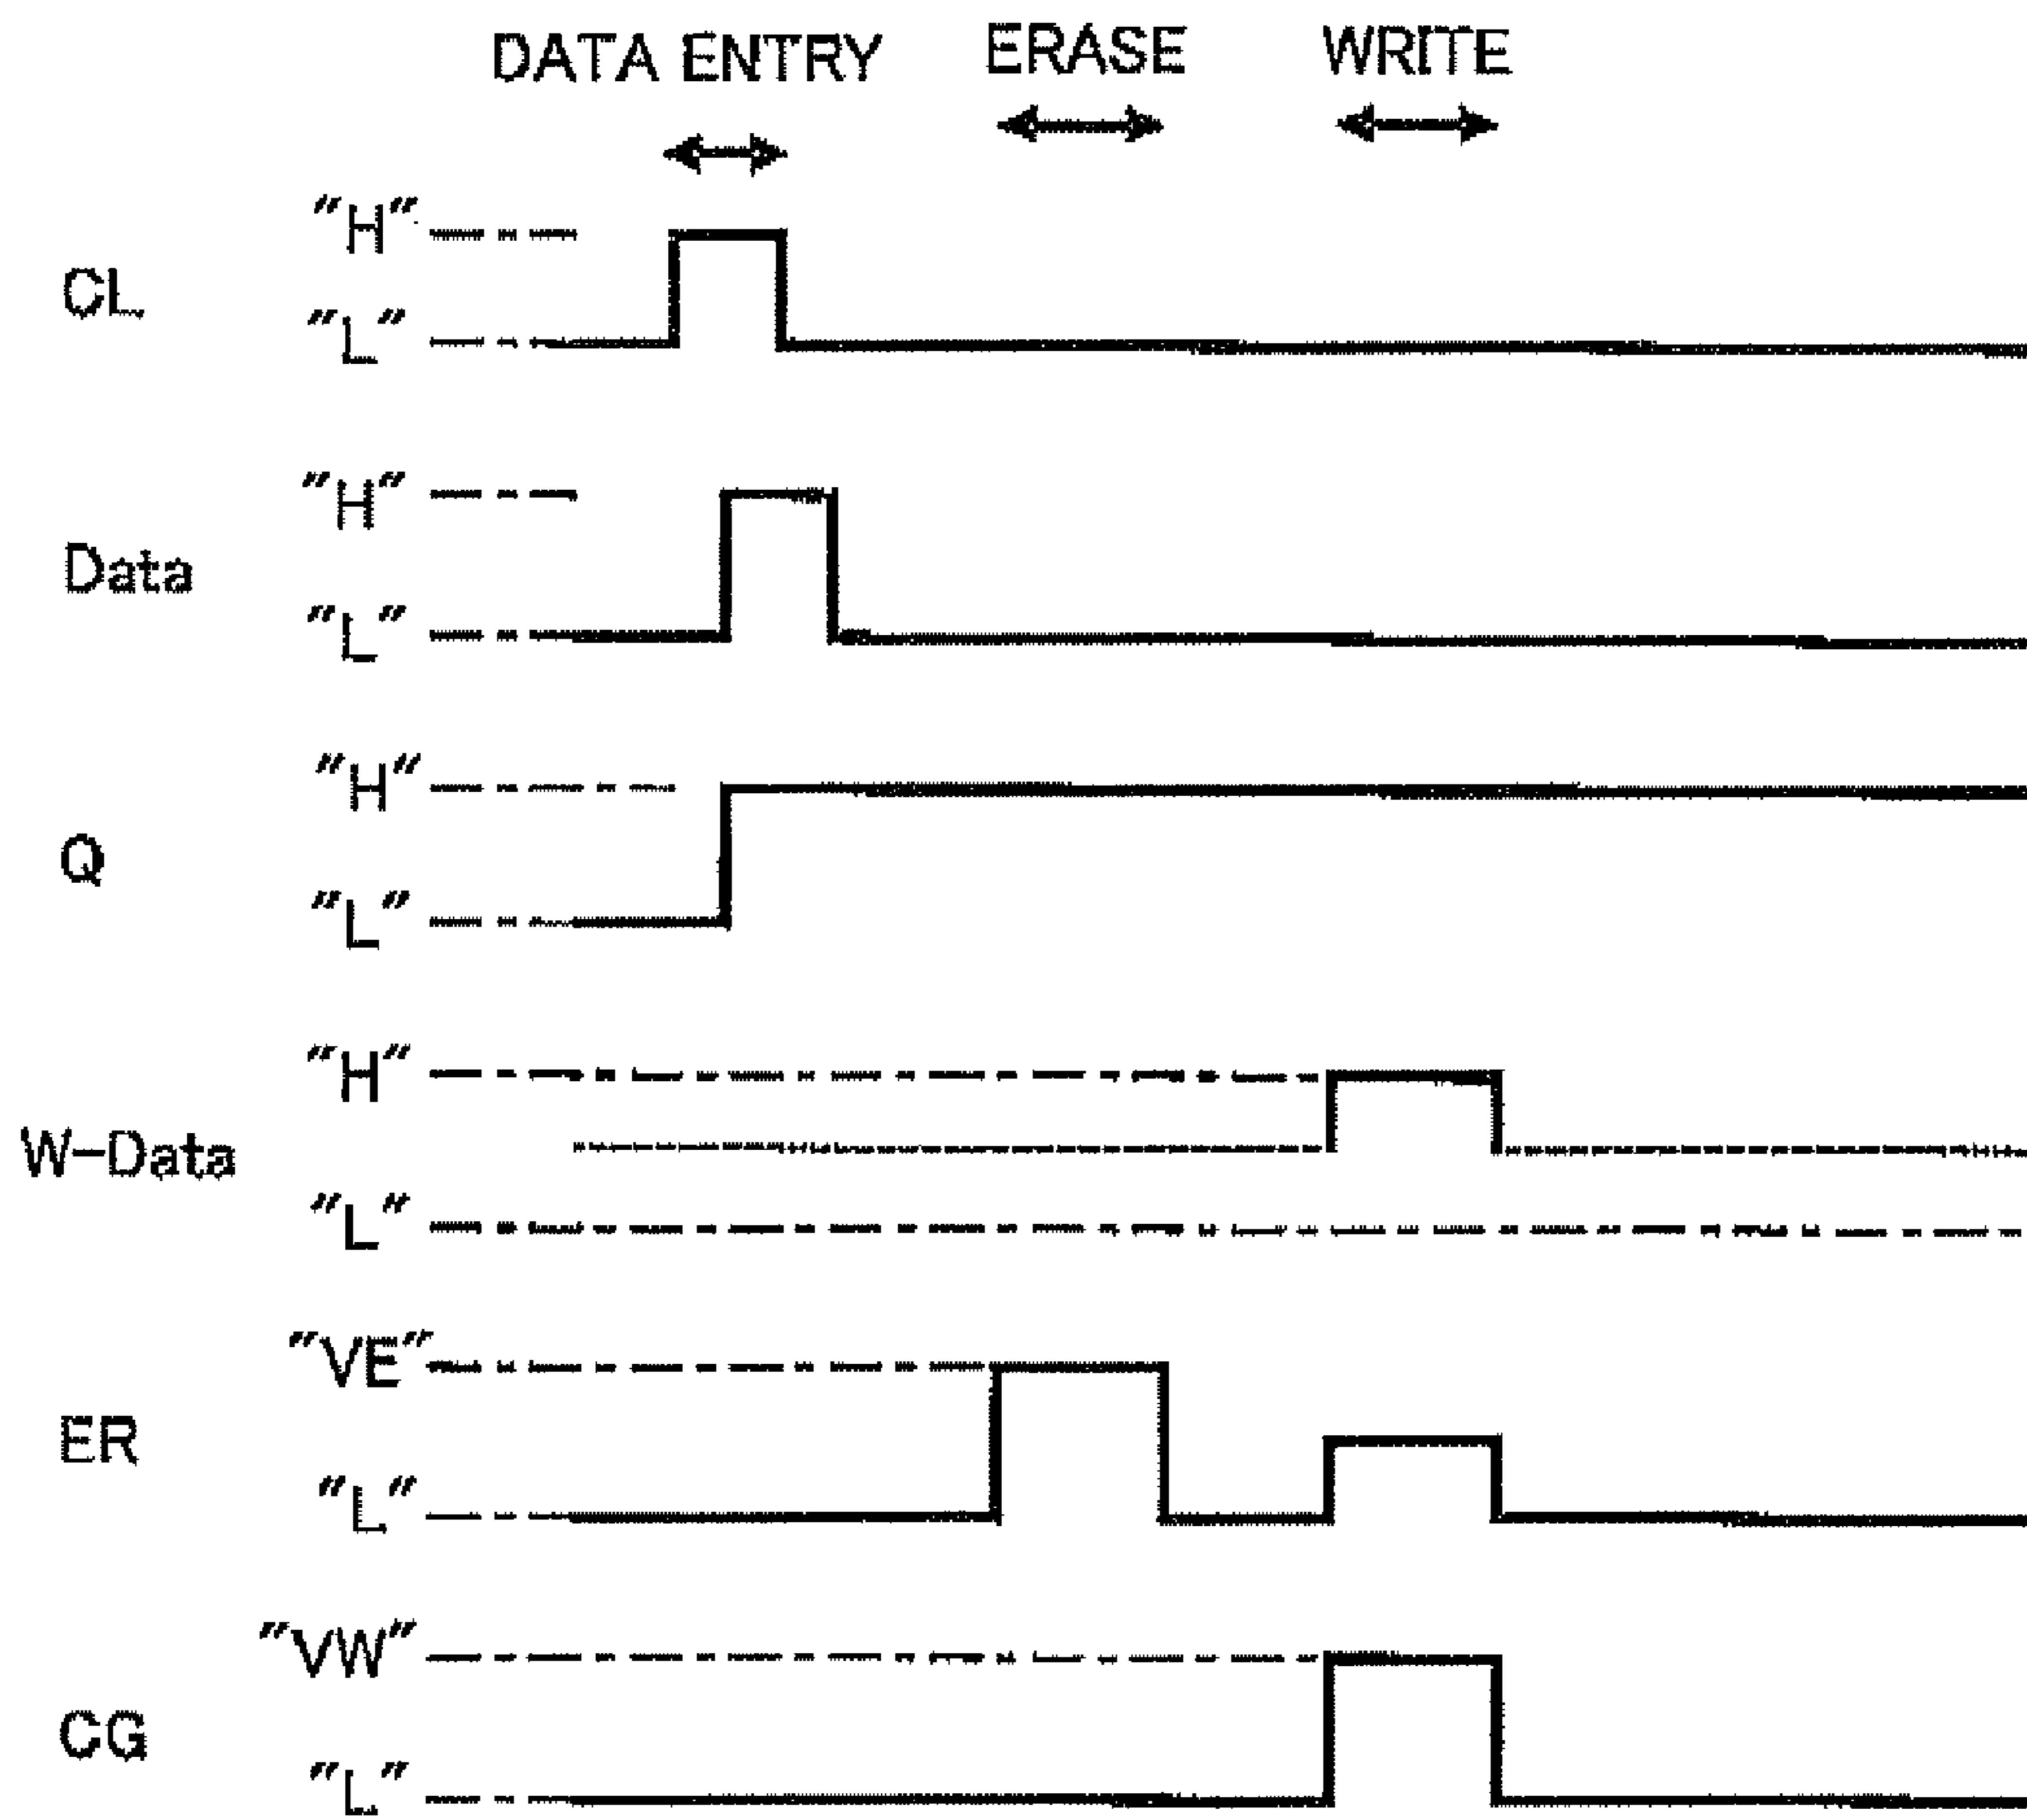 DATA ENTRY ERASE WRITE
"H"
CL
"L"
"H"
Data
"L"
"H"
Q
"L"
"H"
W-Data
"L"
"VE"
ER
"L"
"VW"
CG
"L"